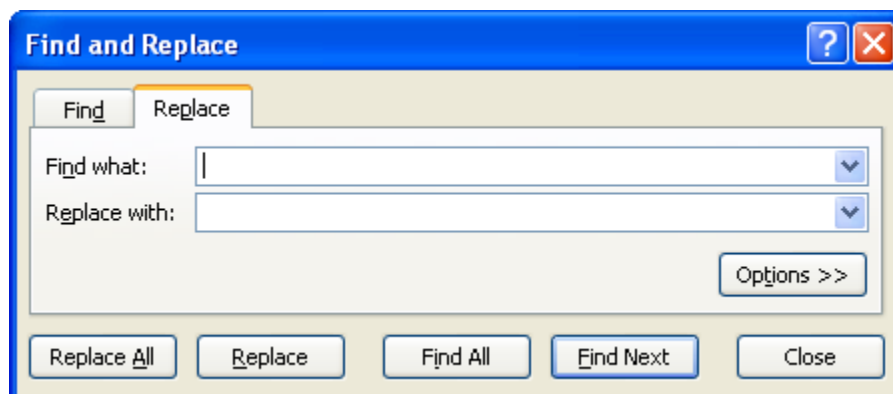 Find and Replace
Find Replace
Find what:
Replace with:
Options >>
Replace All Replace Find All Find Next Close